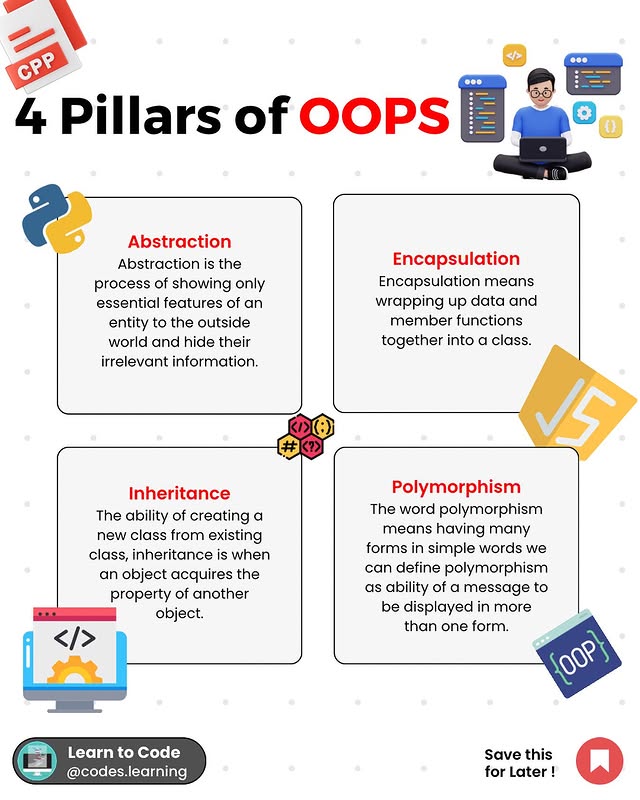 CPP
4 Pillars of OOPS
Abstraction
Abstraction is the
process of showing only
essential features of an
entity to the outside
world and hide their
irrelevant information.
Encapsulation
Encapsulation means
wrapping up data and
member functions
together into a class.
JS
</> {;}
# <?>
Inheritance
The ability of creating a
new class from existing
class, inheritance is when
an object acquires the
property of another
object.
Polymorphism
The word polymorphism
means having many
forms in simple words we
can define polymorphism
as ability of a message to
be displayed in more
than one form.
</>
{OOP}
Learn to Code
@codes.learning
Save this
for Later !